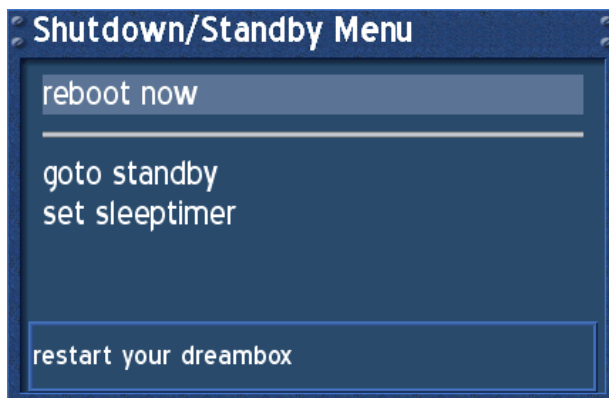 Shutdown/Standby Menu
reboot now
goto standby
set sleeptimer
restart your dreambox